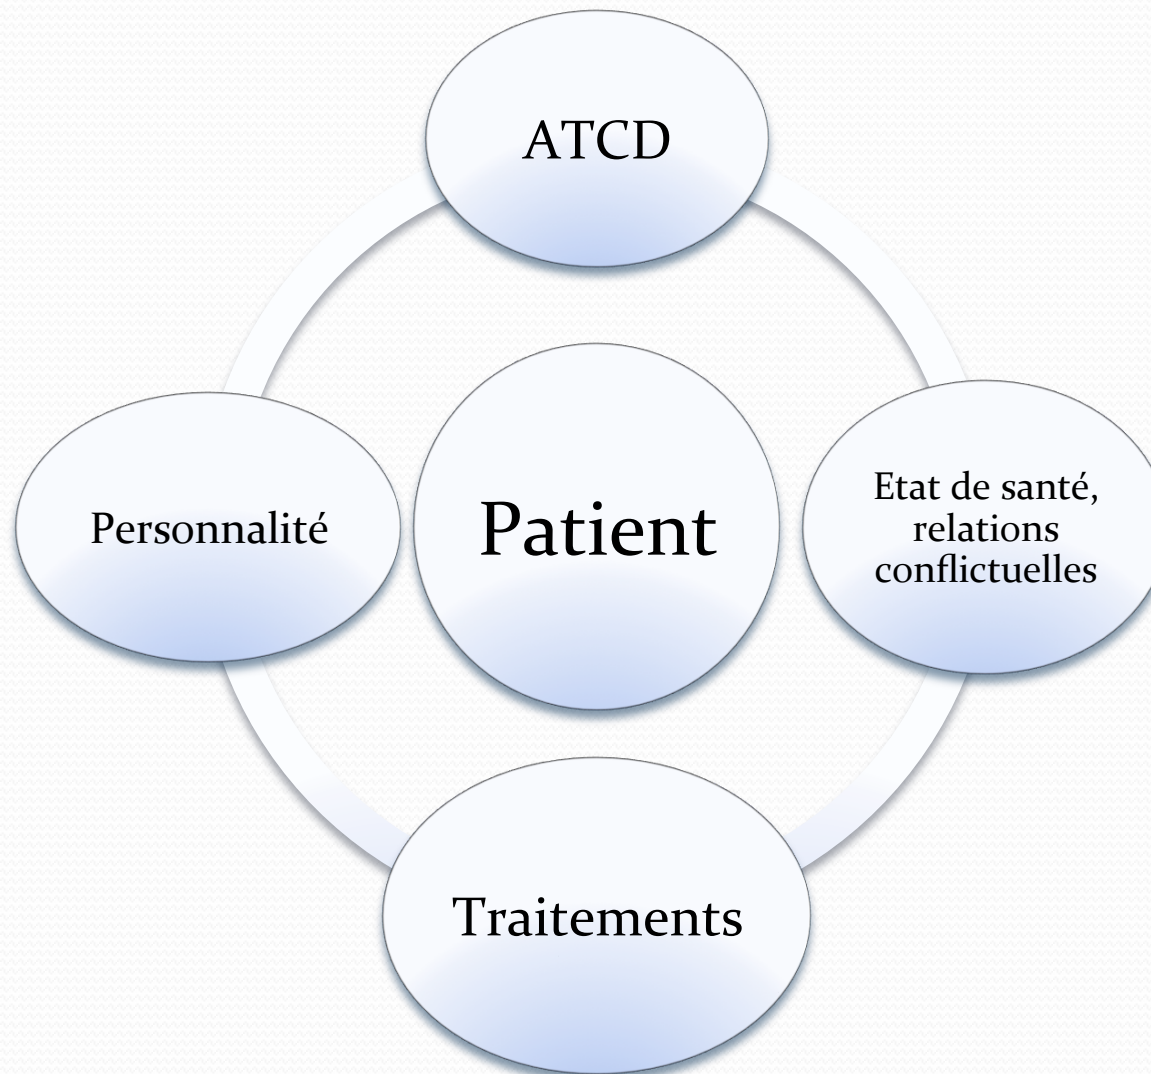 ATCD
Personnalité
Patient
Etat de santé,
relations
conflictuelles
Traitements